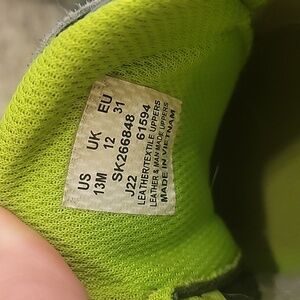 US UK EU
13M 12 31
SK266848
J22 61594
LEATHER/TEXTILE UPPERS
LEATHER & MAN MADE UPPERS
MADE IN VIETNAM